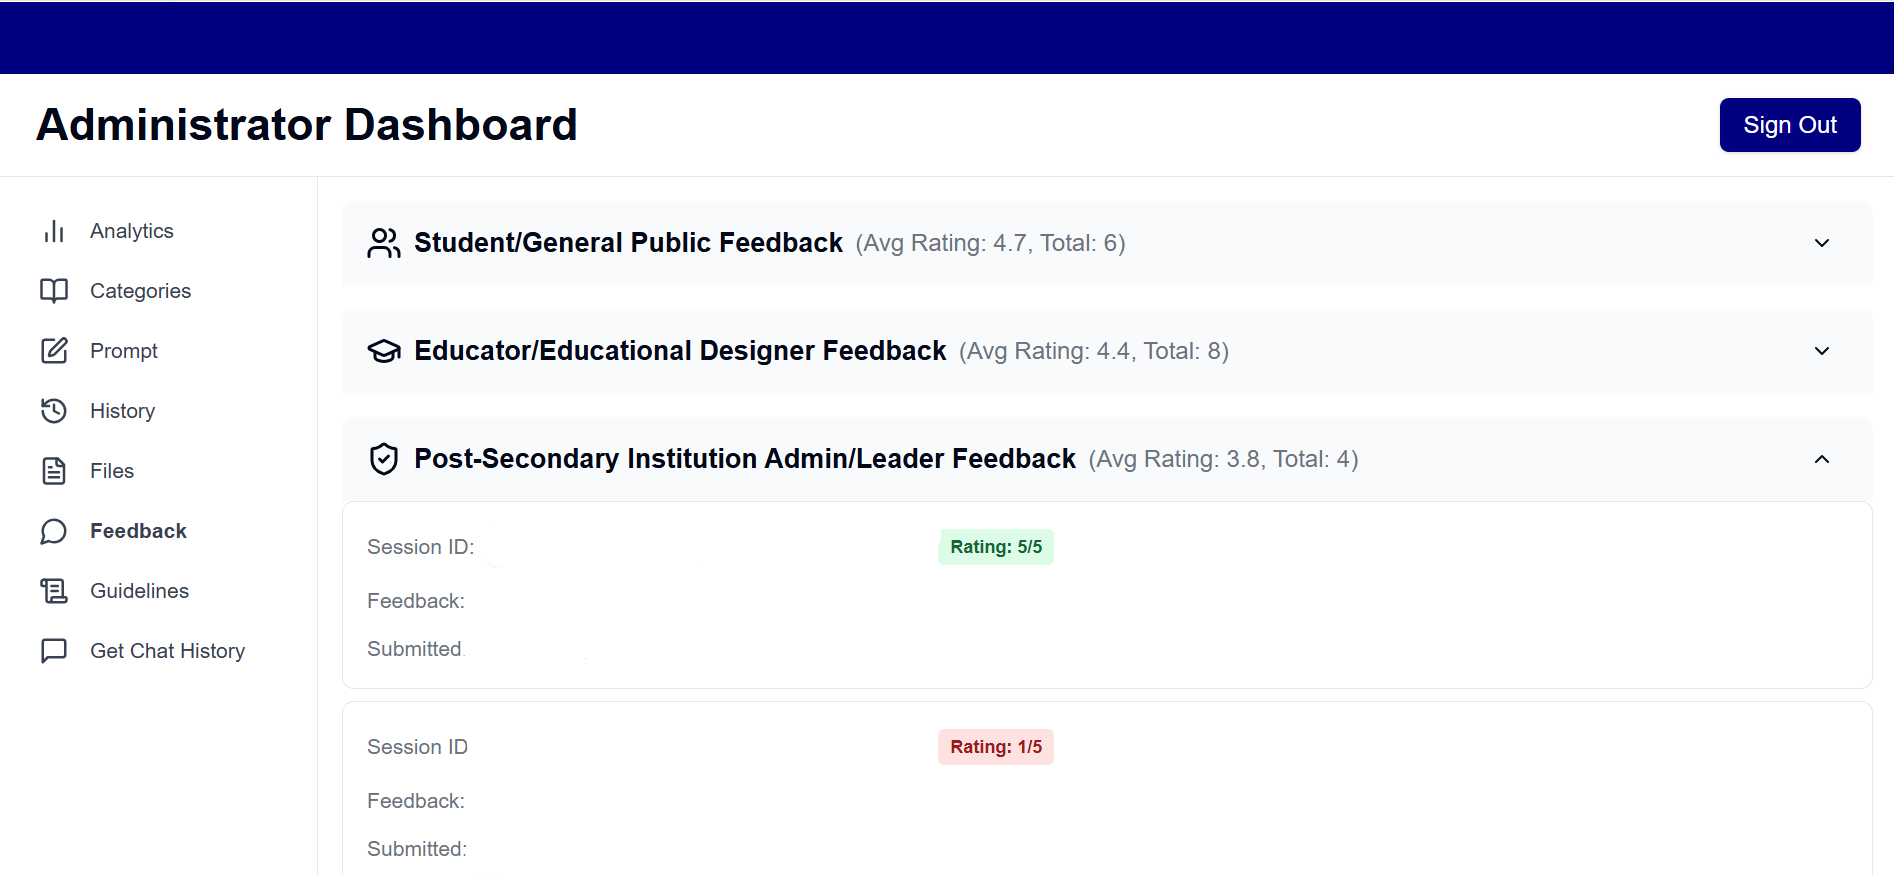 Administrator Dashboard
Sign Out
Analytics
Categories
Prompt
History
Files
Feedback
Guidelines
Get Chat History
Student/General Public Feedback (Avg Rating: 4.7, Total: 6)
Educator/Educational Designer Feedback (Avg Rating: 4.4, Total: 8)
Post-Secondary Institution Admin/Leader Feedback (Avg Rating: 3.8, Total: 4)
Session ID: Rating: 5/5
Feedback:
Submitted
Session ID Rating: 1/5
Feedback:
Submitted: